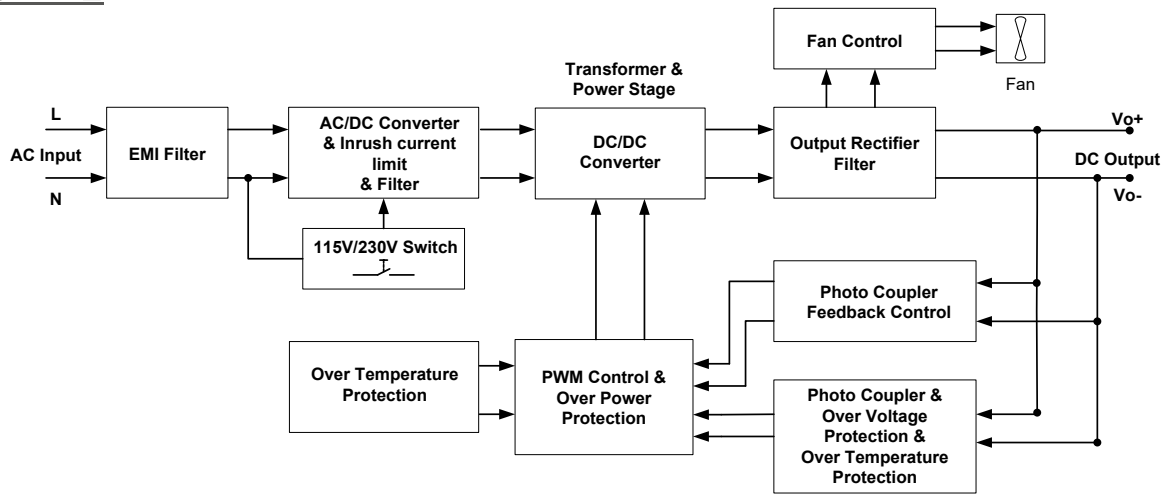 Fan Control
Fan
Transformer &
Power Stage
L
AC Input
N
EMI Filter
AC/DC Converter
& Inrush current
limit
& Filter
DC/DC
Converter
Output Rectifier
Filter
Vo+
DC Output
Vo-
115V/230V Switch
Photo Coupler
Feedback Control
Over Temperature
Protection
PWM Control &
Over Power
Protection
Photo Coupler &
Over Voltage
Protection &
Over Temperature
Protection